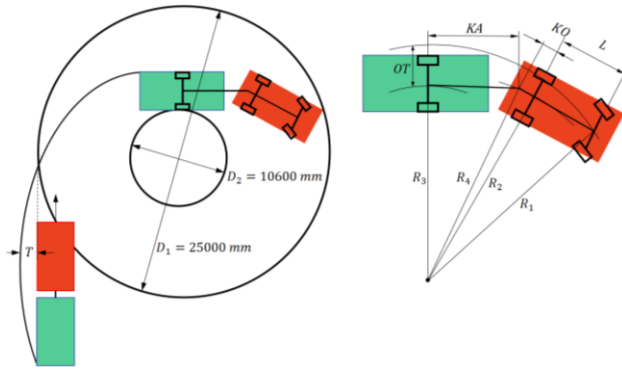 KA
KO
L
OT
D₂ = 10600 mm
R₃
R₄
R₂
R₁
D₁ = 25000 mm
T